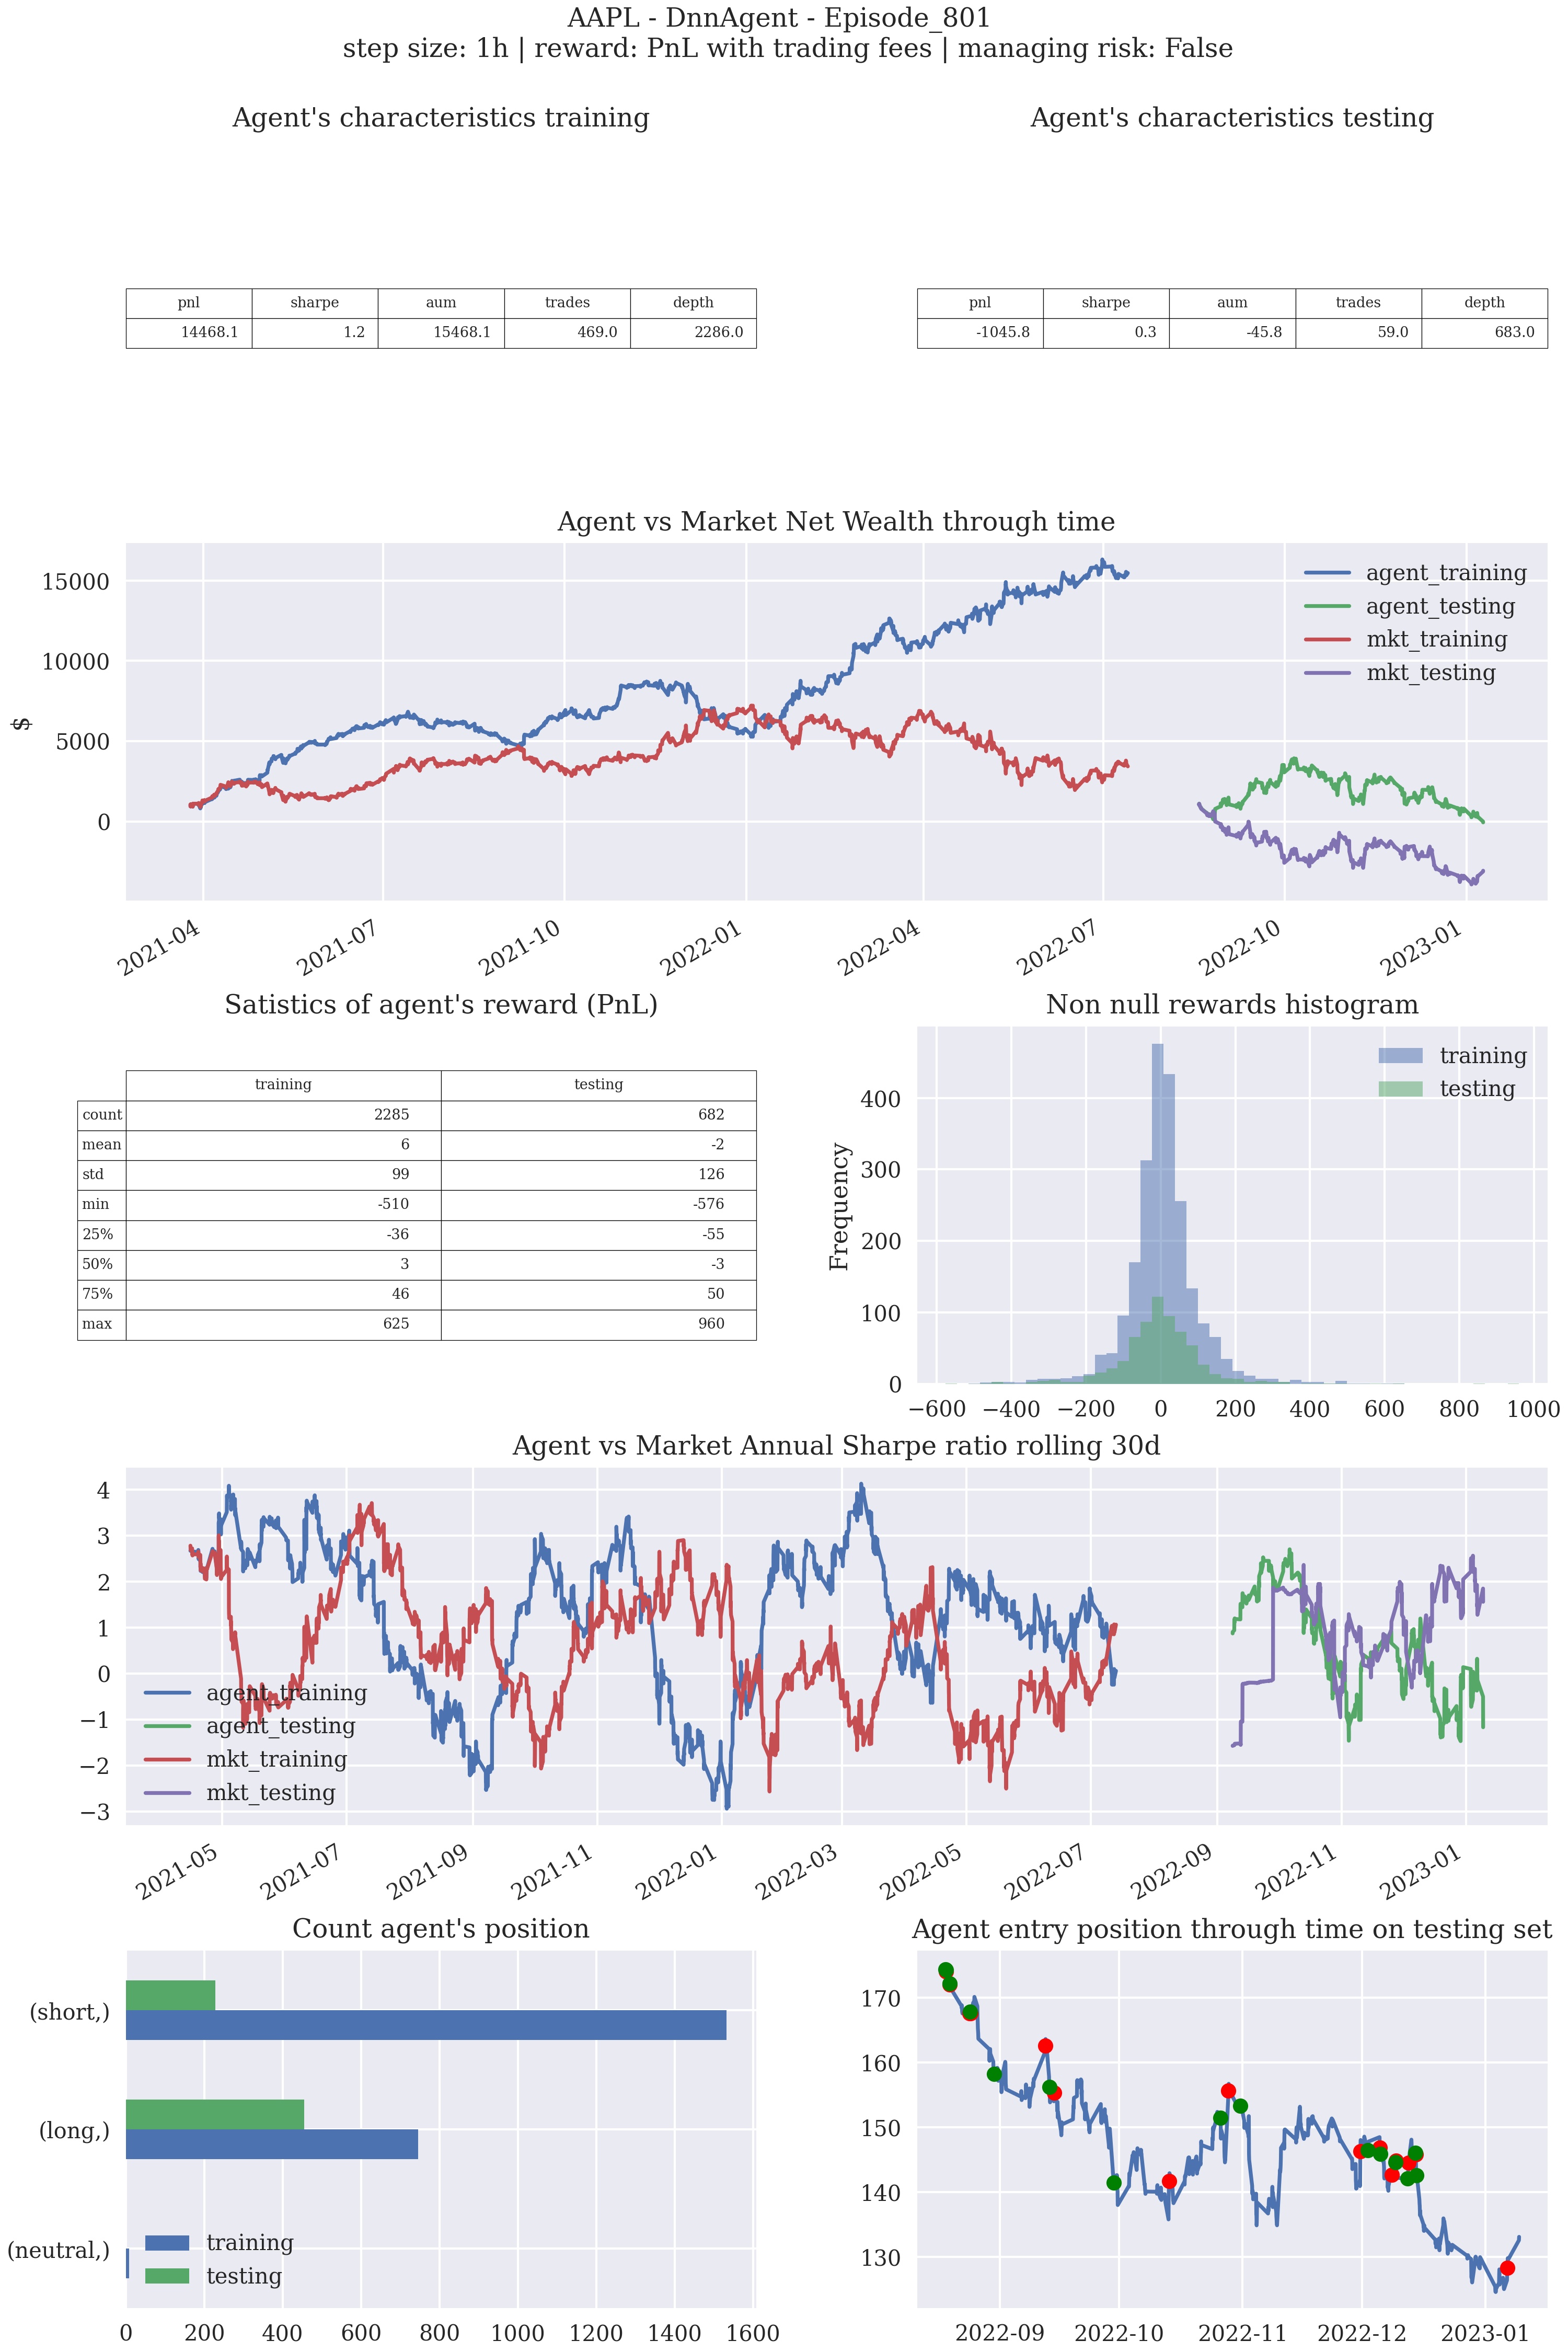 AAPL - DnnAgent - Episode_801
step size: 1h | reward: PnL with trading fees | managing risk: False
Agent's characteristics training
pnl sharpe aum trades depth
14468.1 1.2 15468.1 469.0 2286.0
Agent's characteristics testing
pnl sharpe aum trades depth
-1045.8 0.3 -45.8 59.0 683.0
Agent vs Market Net Wealth through time
$
15000
10000
5000
0
agent_training
agent_testing
mkt_training
mkt_testing
2021-04 2021-07 2021-10 2022-01 2022-04 2022-07 2022-10 2023-01
Satistics of agent's reward (PnL)
training testing
count 2285 682
mean 6 -2
std 99 126
min -510 -576
25% -36 -55
50% 3 -3
75% 46 50
max 625 960
Non null rewards histogram
Frequency
400
300
200
100
0
training
testing
−600 −400 −200 0 200 400 600 800 1000
Agent vs Market Annual Sharpe ratio rolling 30d
4
3
2
1
0
−1
−2
−3
agent_training
agent_testing
mkt_training
mkt_testing
2021-05 2021-07 2021-09 2021-11 2022-01 2022-03 2022-05 2022-07 2022-09 2022-11 2023-01
Count agent's position
(short,)
(long,)
(neutral,)
training
testing
0 200 400 600 800 1000 1200 1400 1600
Agent entry position through time on testing set
170
160
150
140
130
2022-09 2022-10 2022-11 2022-12 2023-01